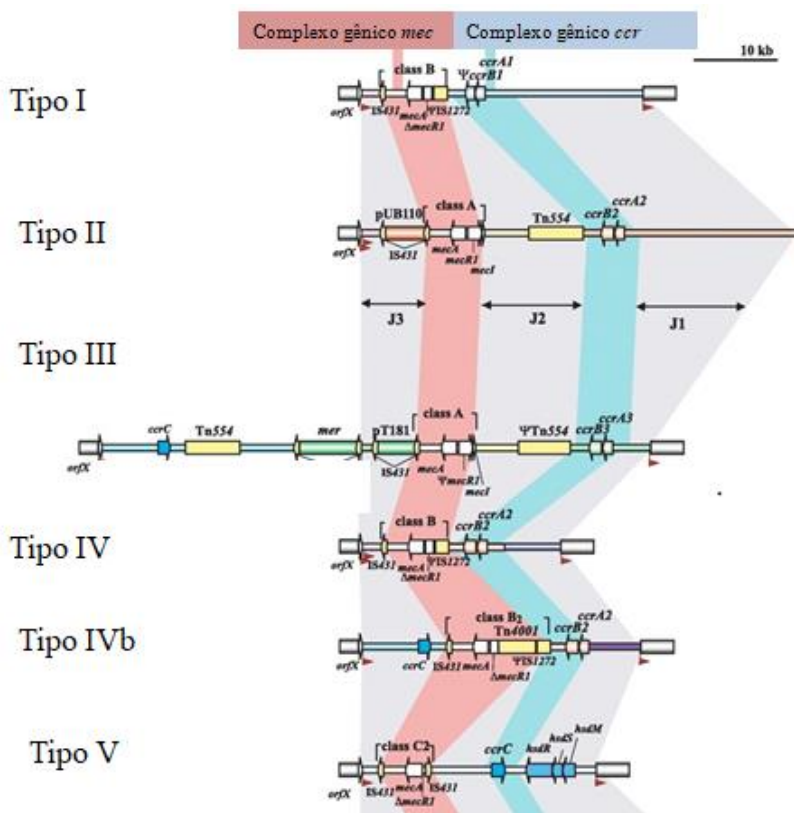 Complexo gênico mec Complexo gênico ccr
10 kb
Tipo I
class B
ccrA1
ΨccrB1
orfX IS431 mecA ΨIS1272
ΔmecR1
Tipo II
pUB110 class A Tn554 ccrB2 ccrA2
orfX IS431 mecA mecR1 mecI
J3 J2 J1
Tipo III
ccrC Tn554 mer pT181 class A ΨTn554 ccrB3 ccrA3
orfX IS431 mecA ΨmecR1 mecI
Tipo IV
class B ccrB2 ccrA2
orfX IS431 mecA ΨIS1272
ΔmecR1
Tipo IVb
class B2
Tn4001 ccrB2 ccrA2
orfX ccrC IS431 mecA ΨIS1272
ΔmecR1
Tipo V
class C2 ccrC hsdR hsdS hsdM
orfX IS431 mecA IS431
ΔmecR1